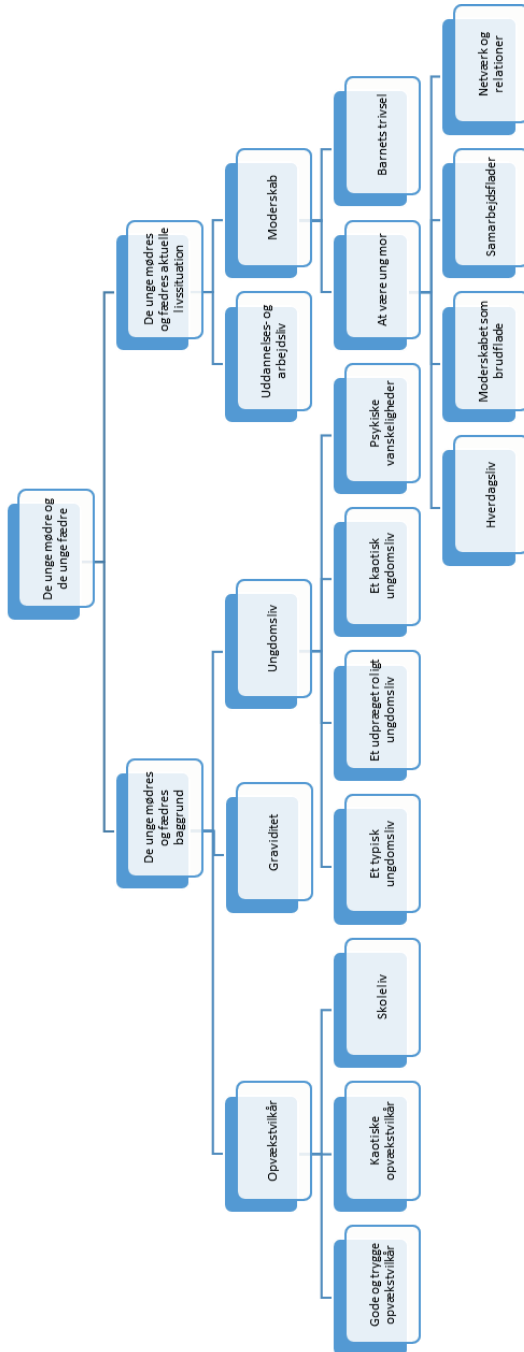 De unge mødre og
de unge fædre
De unge mødres
og fædres
baggrund
De unge mødres
og fædres aktuelle
livssituation
Opvækstvilkår
Graviditet
Ungdomsliv
Uddannelses- og
arbejdsliv
Moderskab
Gode og trygge
opvækstvilkår
Kaotiske
opvækstvilkår
Skoleliv
Et typisk
ungdomsliv
Et udpræget roligt
ungdomsliv
Et kaotisk
ungdomsliv
Psykiske
vanskeligheder
At være ung mor
Barnets trivsel
Hverdagsliv
Moderskabet som
brudflade
Samarbejdsflader
Netværk og
relationer